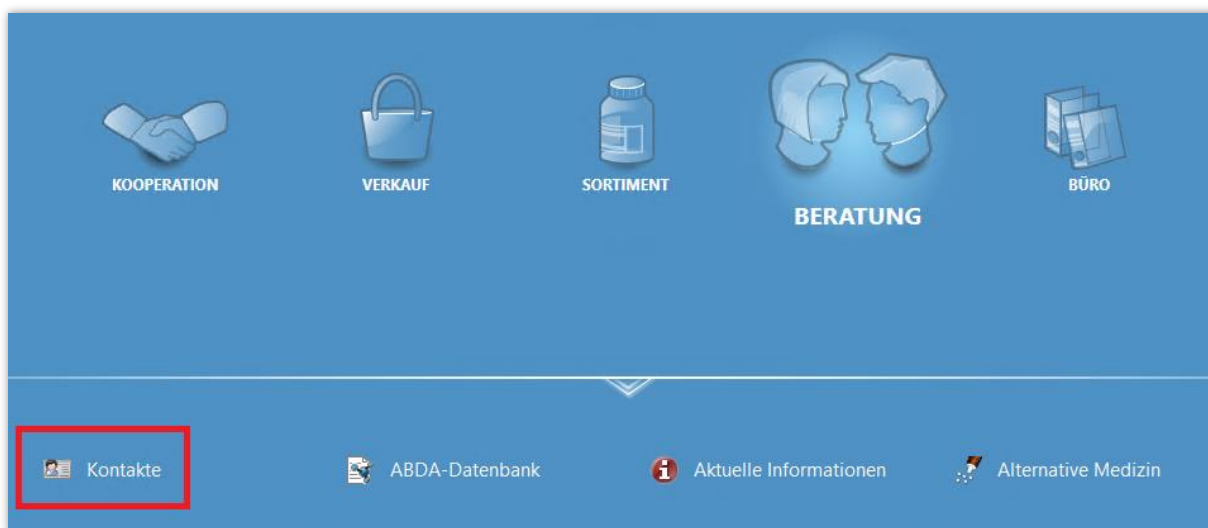 KOOPERATION VERKAUF SORTIMENT BERATUNG BÜRO
Kontakte ABDA-Datenbank Aktuelle Informationen Alternative Medizin